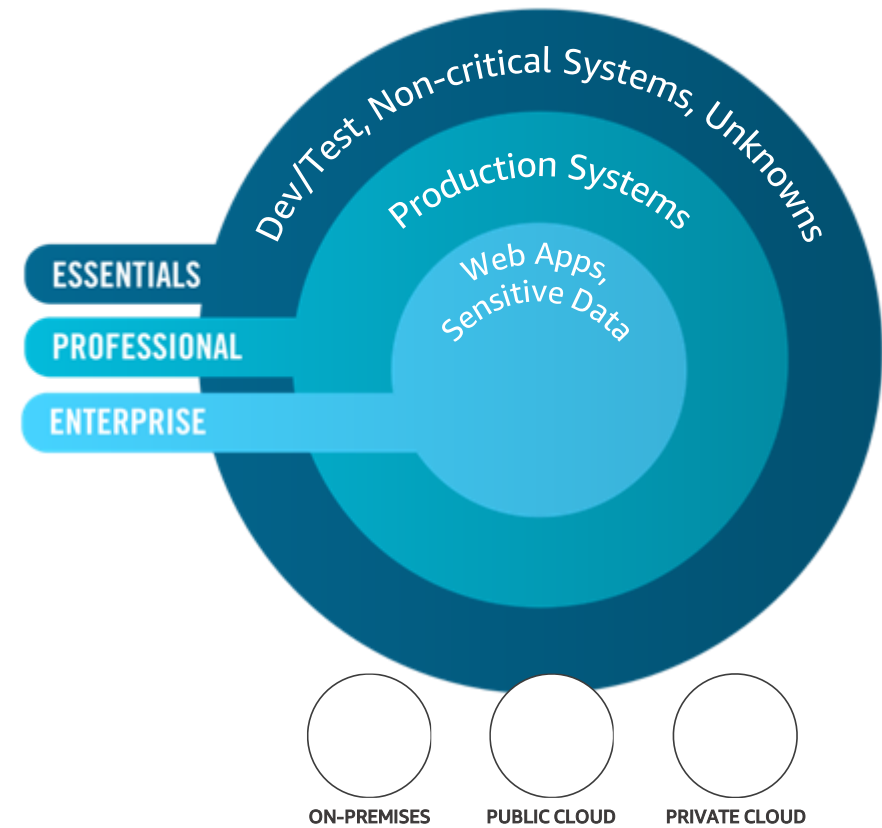 Dev/Test, Non-critical Systems, Unknowns
Production Systems
Web Apps,
Sensitive Data
ESSENTIALS
PROFESSIONAL
ENTERPRISE
ON-PREMISES
PUBLIC CLOUD
PRIVATE CLOUD